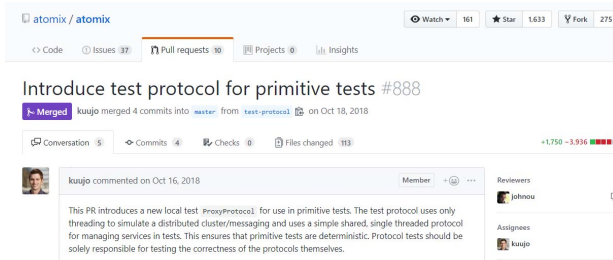 atomix / atomix
Watch 161 Star 1,633 Fork 275
Code Issues 37 Pull requests 10 Projects 0 Insights
Introduce test protocol for primitive tests #888
Merged kuujo merged 4 commits into master from test-protocol on Oct 18, 2018
Conversation 5 Commits 4 Checks 0 Files changed 113 +1,750 −3,936
kuujo commented on Oct 16, 2018 Member
Reviewers
johnou
This PR introduces a new local test ProxyProtocol for use in primitive tests. The test protocol uses only
threading to simulate a distributed cluster/messaging and uses a simple shared, single threaded protocol
for managing services in tests. This ensures that primitive tests are deterministic. Protocol tests should be
solely responsible for testing the correctness of the protocols themselves.
Assignees
kuujo